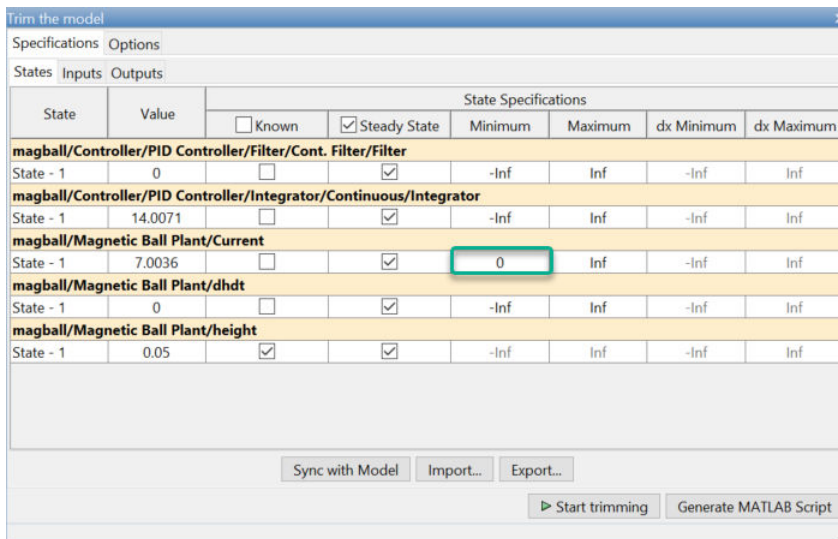 Trim the model
Specifications Options
States Inputs Outputs
State Value State Specifications
Known Steady State Minimum Maximum dx Minimum dx Maximum
magball/Controller/PID Controller/Filter/Cont. Filter/Filter
State - 1 0 -Inf Inf -Inf Inf
magball/Controller/PID Controller/Integrator/Continuous/Integrator
State - 1 14.0071 -Inf Inf -Inf Inf
magball/Magnetic Ball Plant/Current
State - 1 7.0036 0 Inf -Inf Inf
magball/Magnetic Ball Plant/dhdt
State - 1 0 -Inf Inf -Inf Inf
magball/Magnetic Ball Plant/height
State - 1 0.05 -Inf Inf -Inf Inf
Sync with Model Import... Export...
Start trimming Generate MATLAB Script